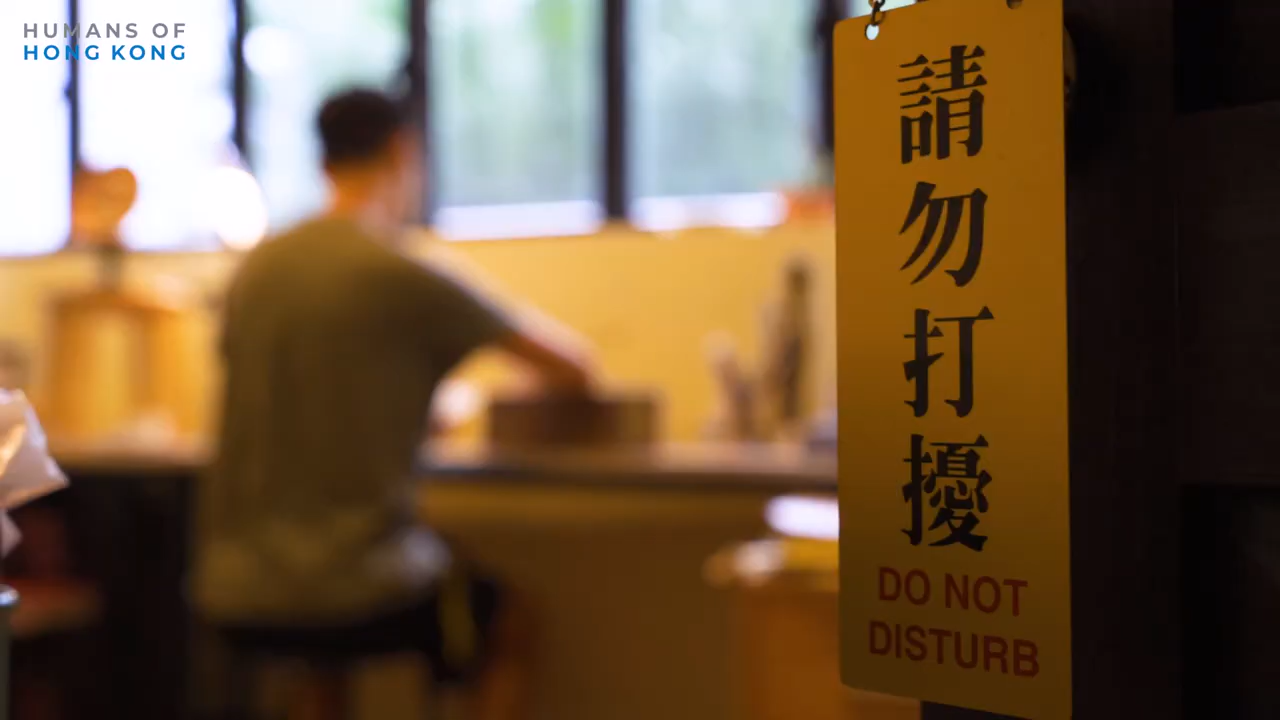 HUMANS OF
HONG KONG
請勿打擾
DO NOT
DISTURB